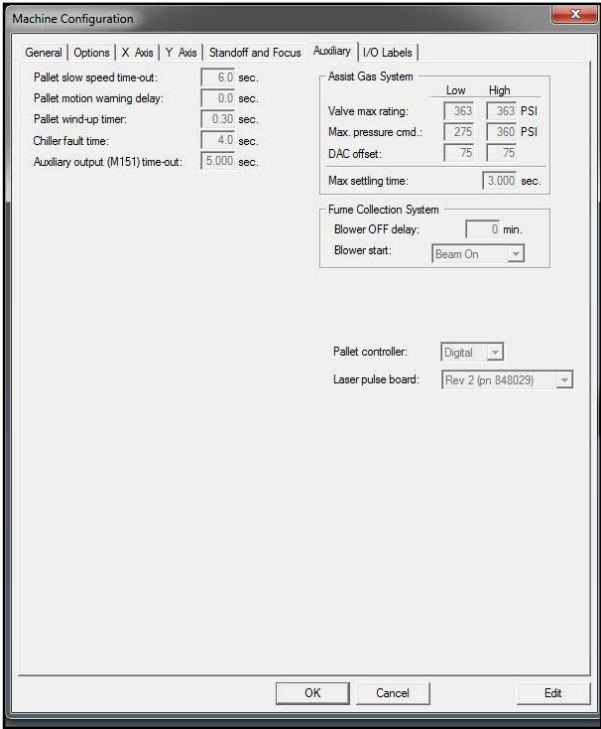 Machine Configuration
X
General Options X Axis Y Axis Standoff and Focus Auxiliary I/O Labels
Pallet slow speed time-out: 6.0 sec.
Pallet motion warning delay: 0.0 sec.
Pallet wind-up timer: 0.30 sec.
Chiller fault time: 4.0 sec.
Auxiliary output (M151) time-out: 5.000 sec.
Assist Gas System
Low High
Valve max rating: 363 363 PSI
Max. pressure cmd.: 275 360 PSI
DAC offset: 75 75
Max settling time: 3.000 sec.
Fume Collection System
Blower OFF delay: 0 min.
Blower start: Beam On
Pallet controller: Digital
Laser pulse board: Rev 2 (pn 848029)
OK Cancel Edit